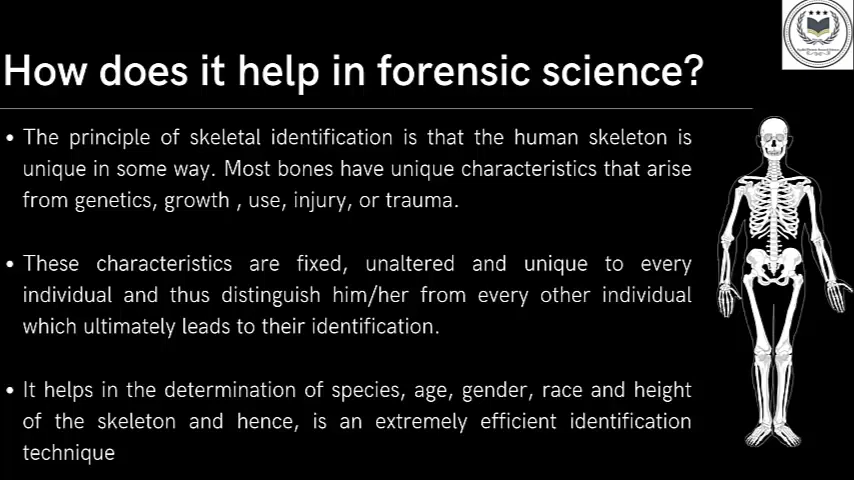 How does it help in forensic science?
• The principle of skeletal identification is that the human skeleton is
unique in some way. Most bones have unique characteristics that arise
from genetics, growth , use, injury, or trauma.
• These characteristics are fixed, unaltered and unique to every
individual and thus distinguish him/her from every other individual
which ultimately leads to their identification.
• It helps in the determination of species, age, gender, race and height
of the skeleton and hence, is an extremely efficient identification
technique